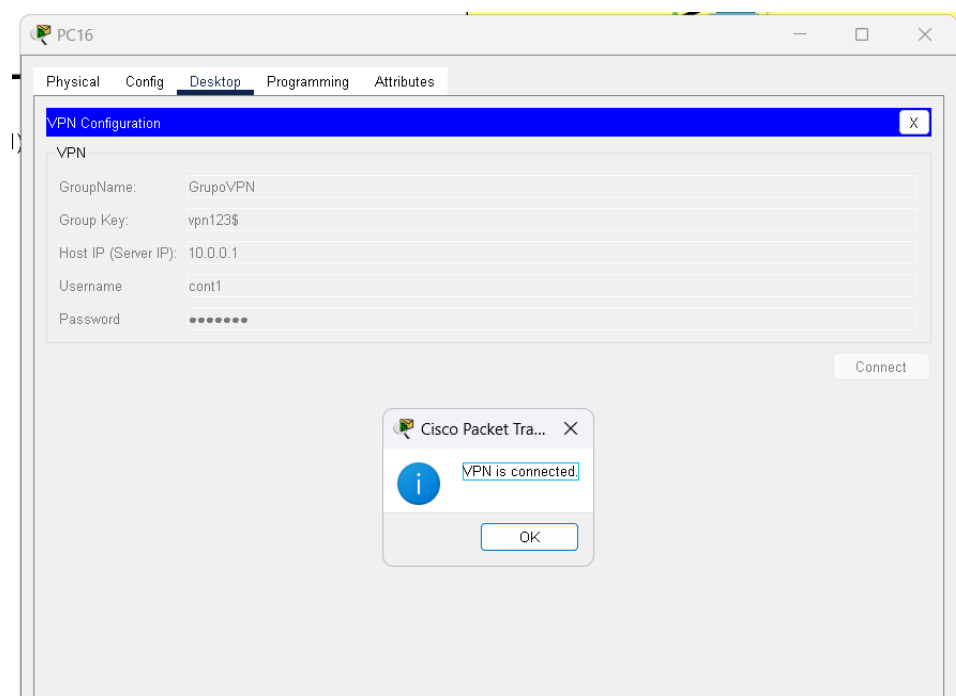 PC16
Physical Config Desktop Programming Attributes
VPN Configuration X
VPN
GroupName: GrupoVPN
Group Key: vpn123$
Host IP (Server IP): 10.0.0.1
Username cont1
Password •••••••
Connect
Cisco Packet Tra...
VPN is connected.
OK